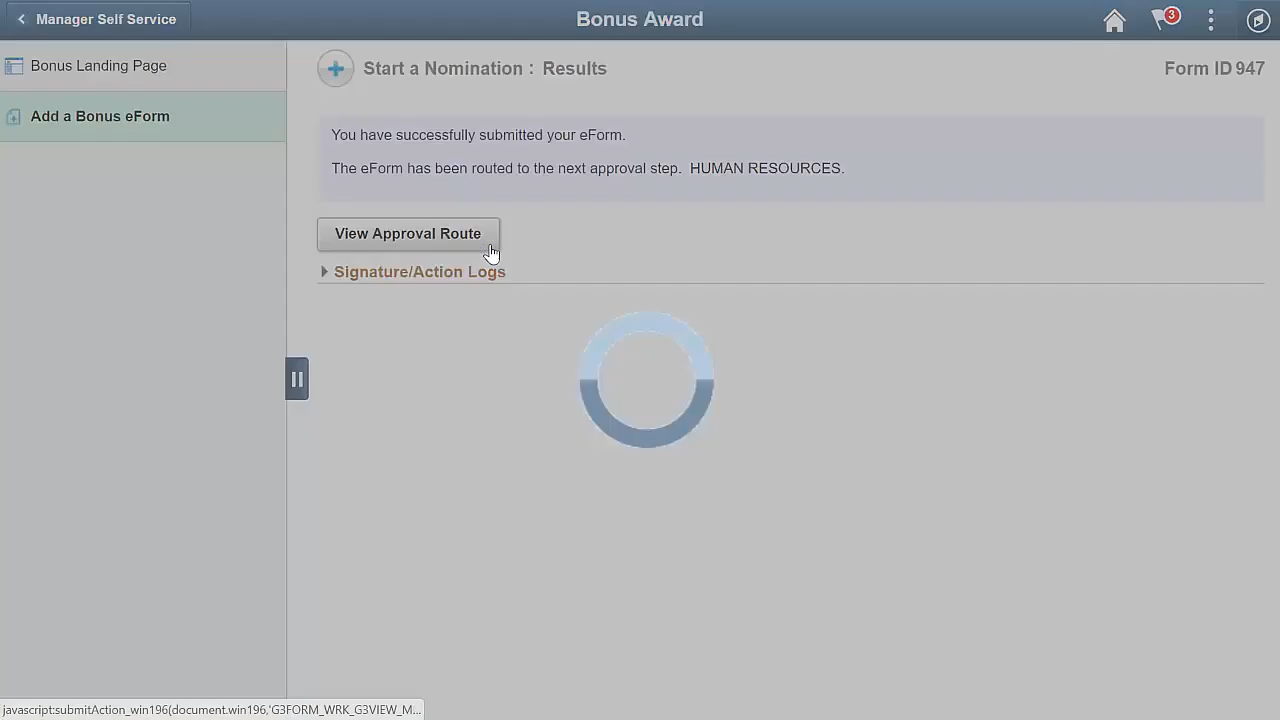 Manager Self Service
Bonus Award
3
Bonus Landing Page
Add a Bonus eForm
Start a Nomination : Results
Form ID 947
You have successfully submitted your eForm.
The eForm has been routed to the next approval step. HUMAN RESOURCES.
View Approval Route
Signature/Action Logs
javascript:submitAction_win196(document.win196,'G3FORM_WRK_G3VIEW_M...